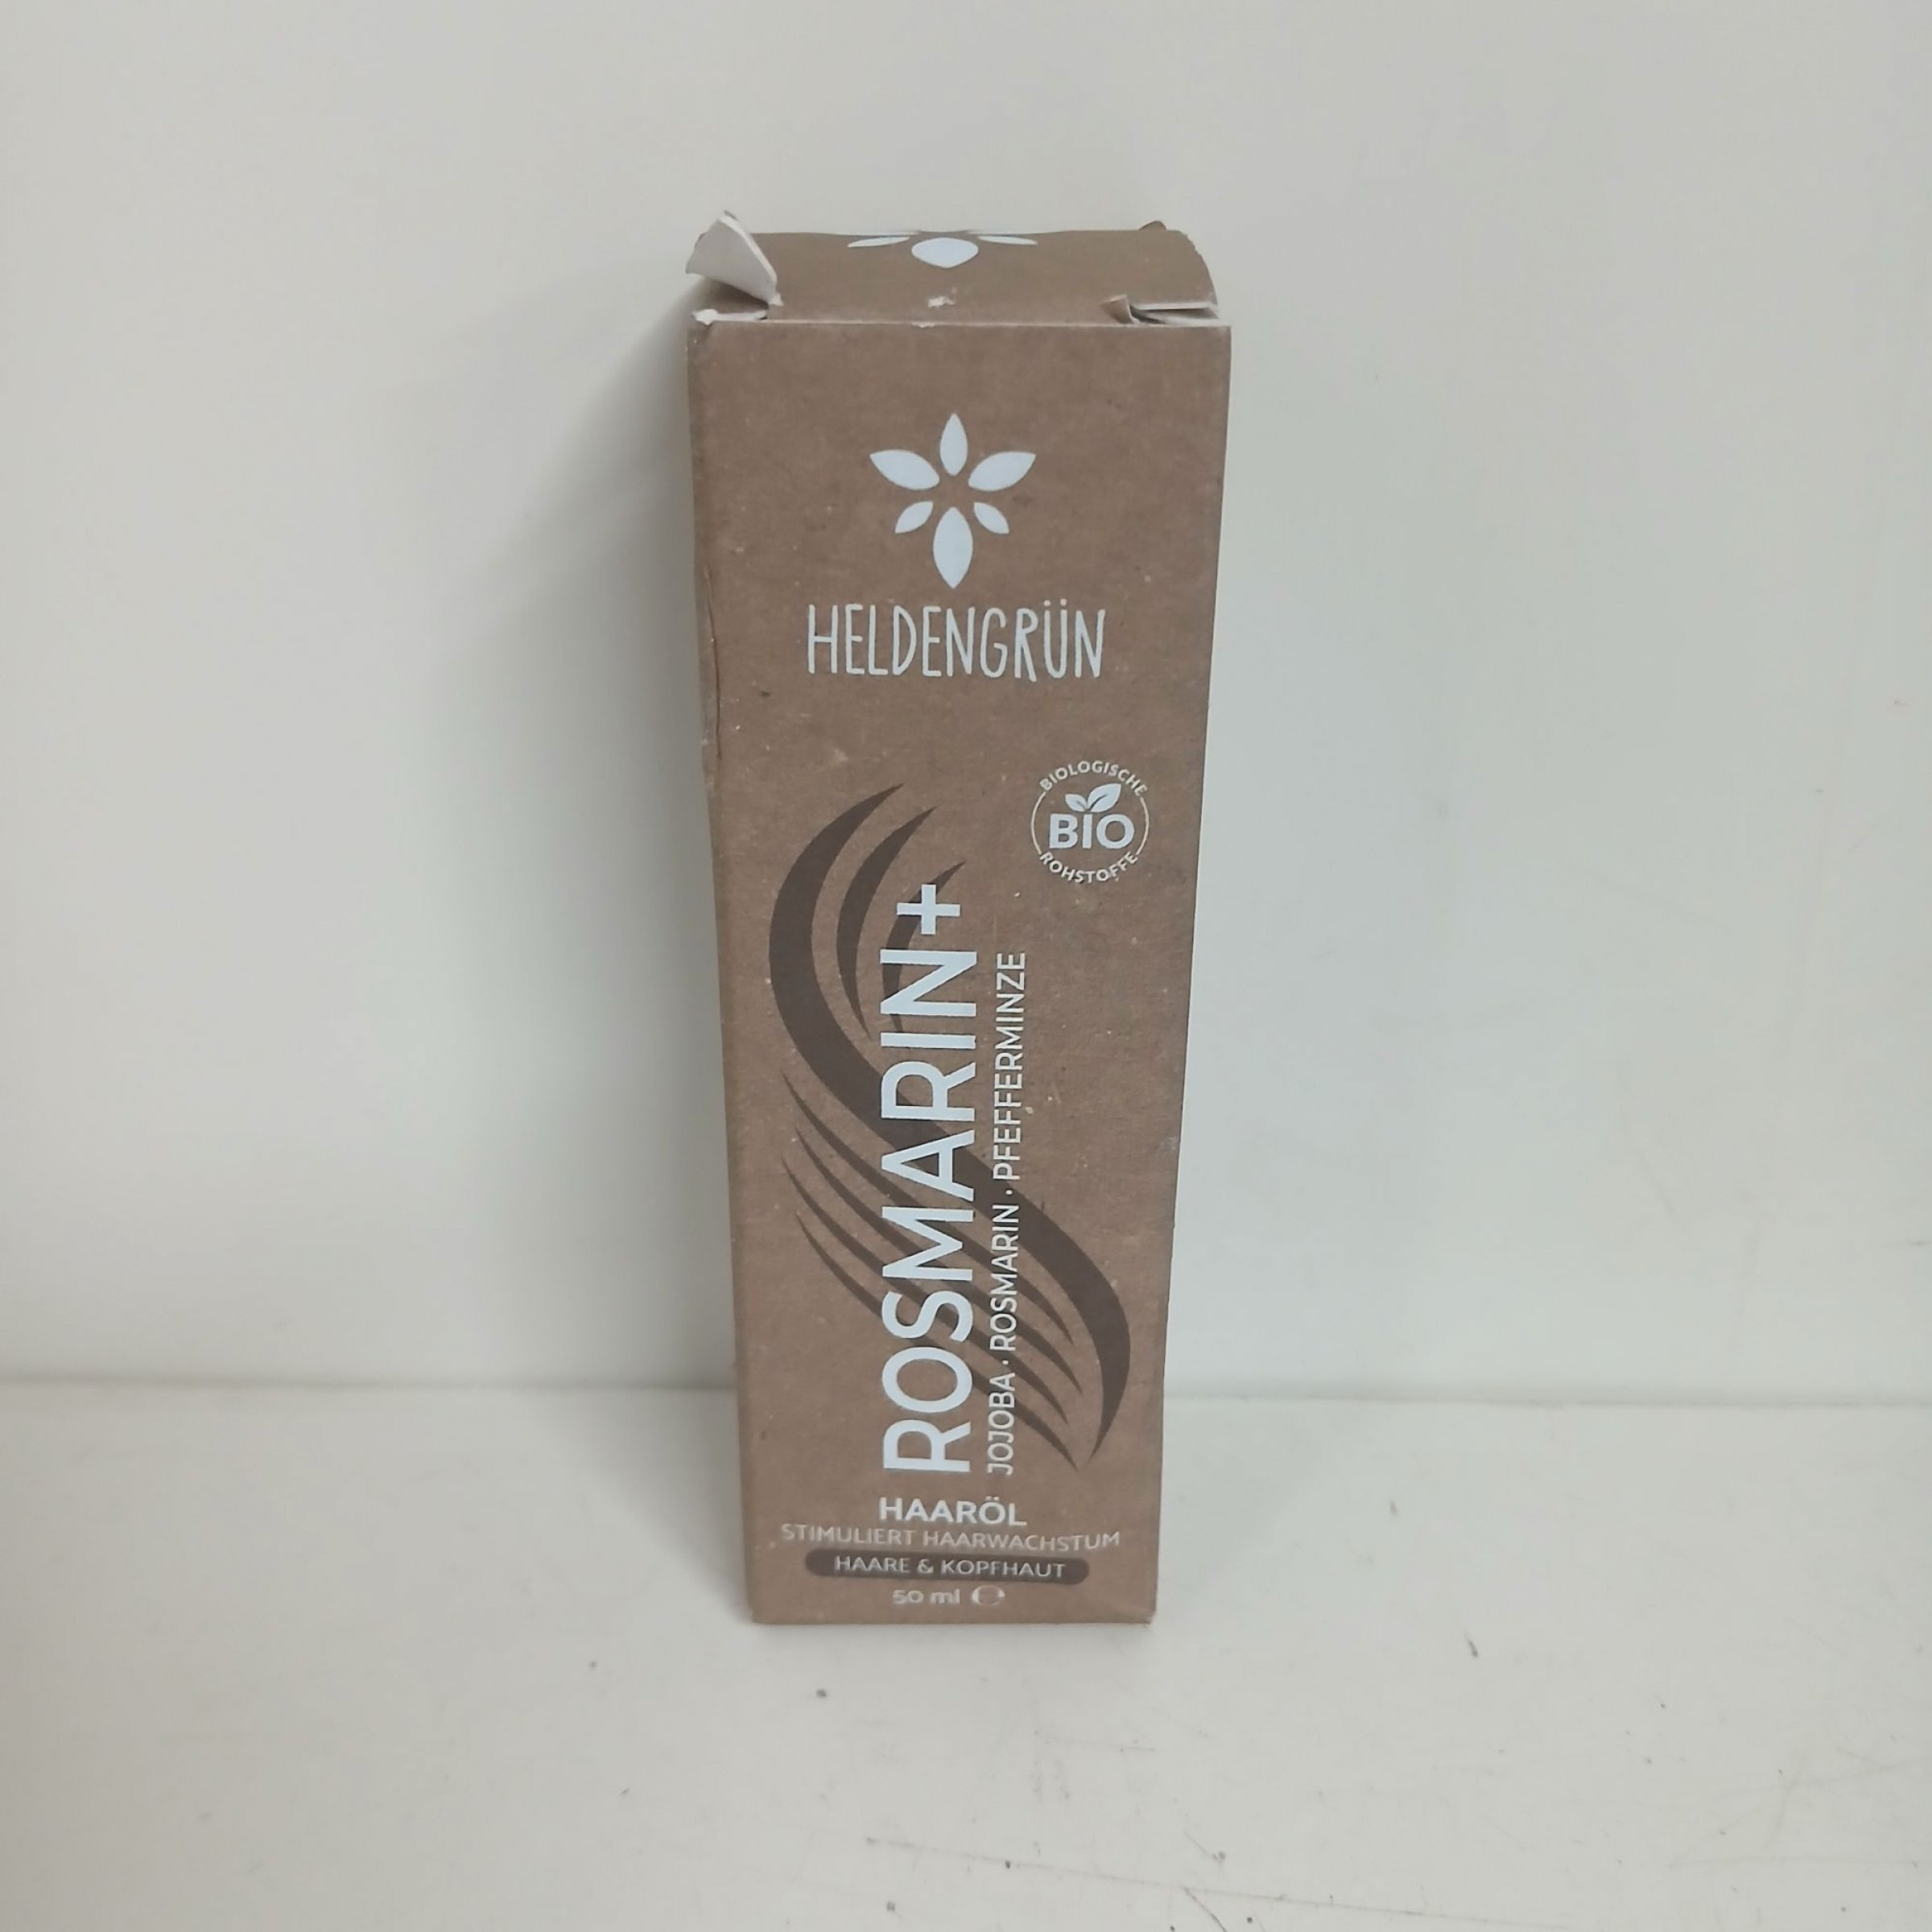 HELDENGRÜN
BIOLOGISCHE
BIO
ROHSTOFFE
ROSMARIN+
JOJOBA · ROSMARIN · PFEFFERMINZE
HAARÖL
STIMULIERT HAARWACHSTUM
HAARE & KOPFHAUT
50 ml ℮